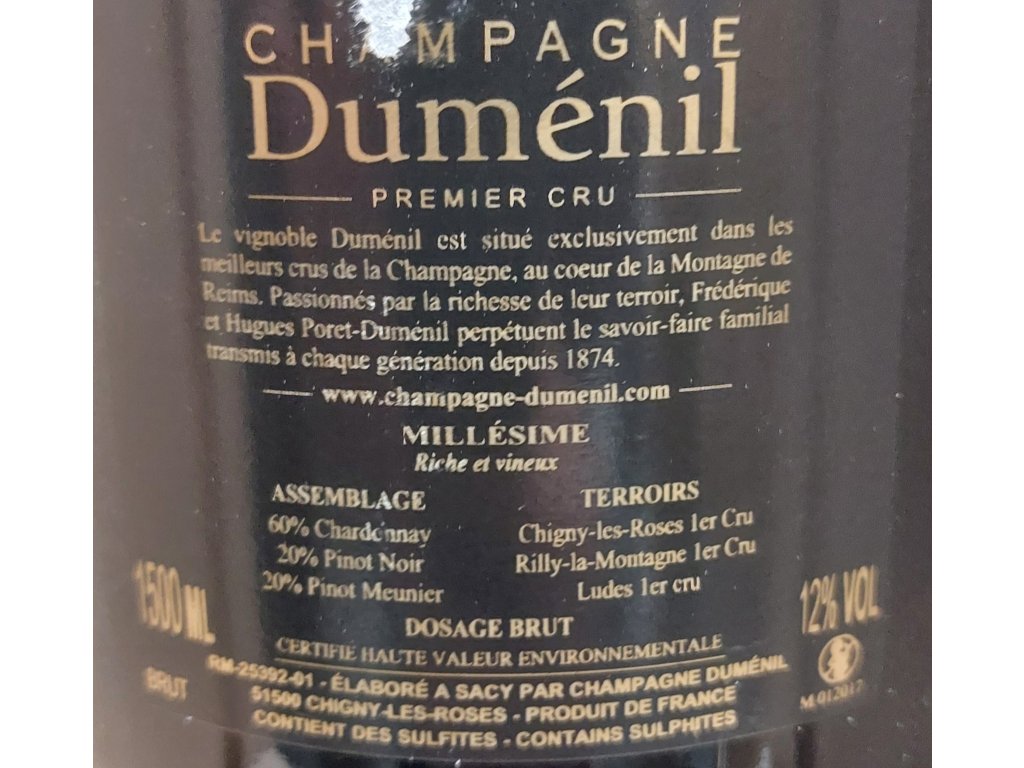 CHAMPAGNE
Duménil
PREMIER CRU
Le vignoble Duménil est situé exclusivement dans les
meilleurs crus de la Champagne, au coeur de la Montagne de
Reims. Passionnés par la richesse de leur terroir, Frédérique
et Hugues Poret-Duménil perpétuent le savoir-faire familial
transmis à chaque génération depuis 1874.
www.champagne-dumenil.com
MILLÉSIME
Riche et vineux
ASSEMBLAGE
60% Chardonnay
20% Pinot Noir
20% Pinot Meunier
TERROIRS
Chigny-les-Roses 1er Cru
Rilly-la-Montagne 1er Cru
Ludes 1er cru
1500 ML
12% VOL
DOSAGE BRUT
CERTIFIÉ HAUTE VALEUR ENVIRONNEMENTALE
BRUT
RM-25392-01 - ÉLABORÉ A SACY PAR CHAMPAGNE DUMÉNIL
51500 CHIGNY-LES-ROSES - PRODUIT DE FRANCE
CONTIENT DES SULFITES - CONTAINS SULPHITES
M 012017